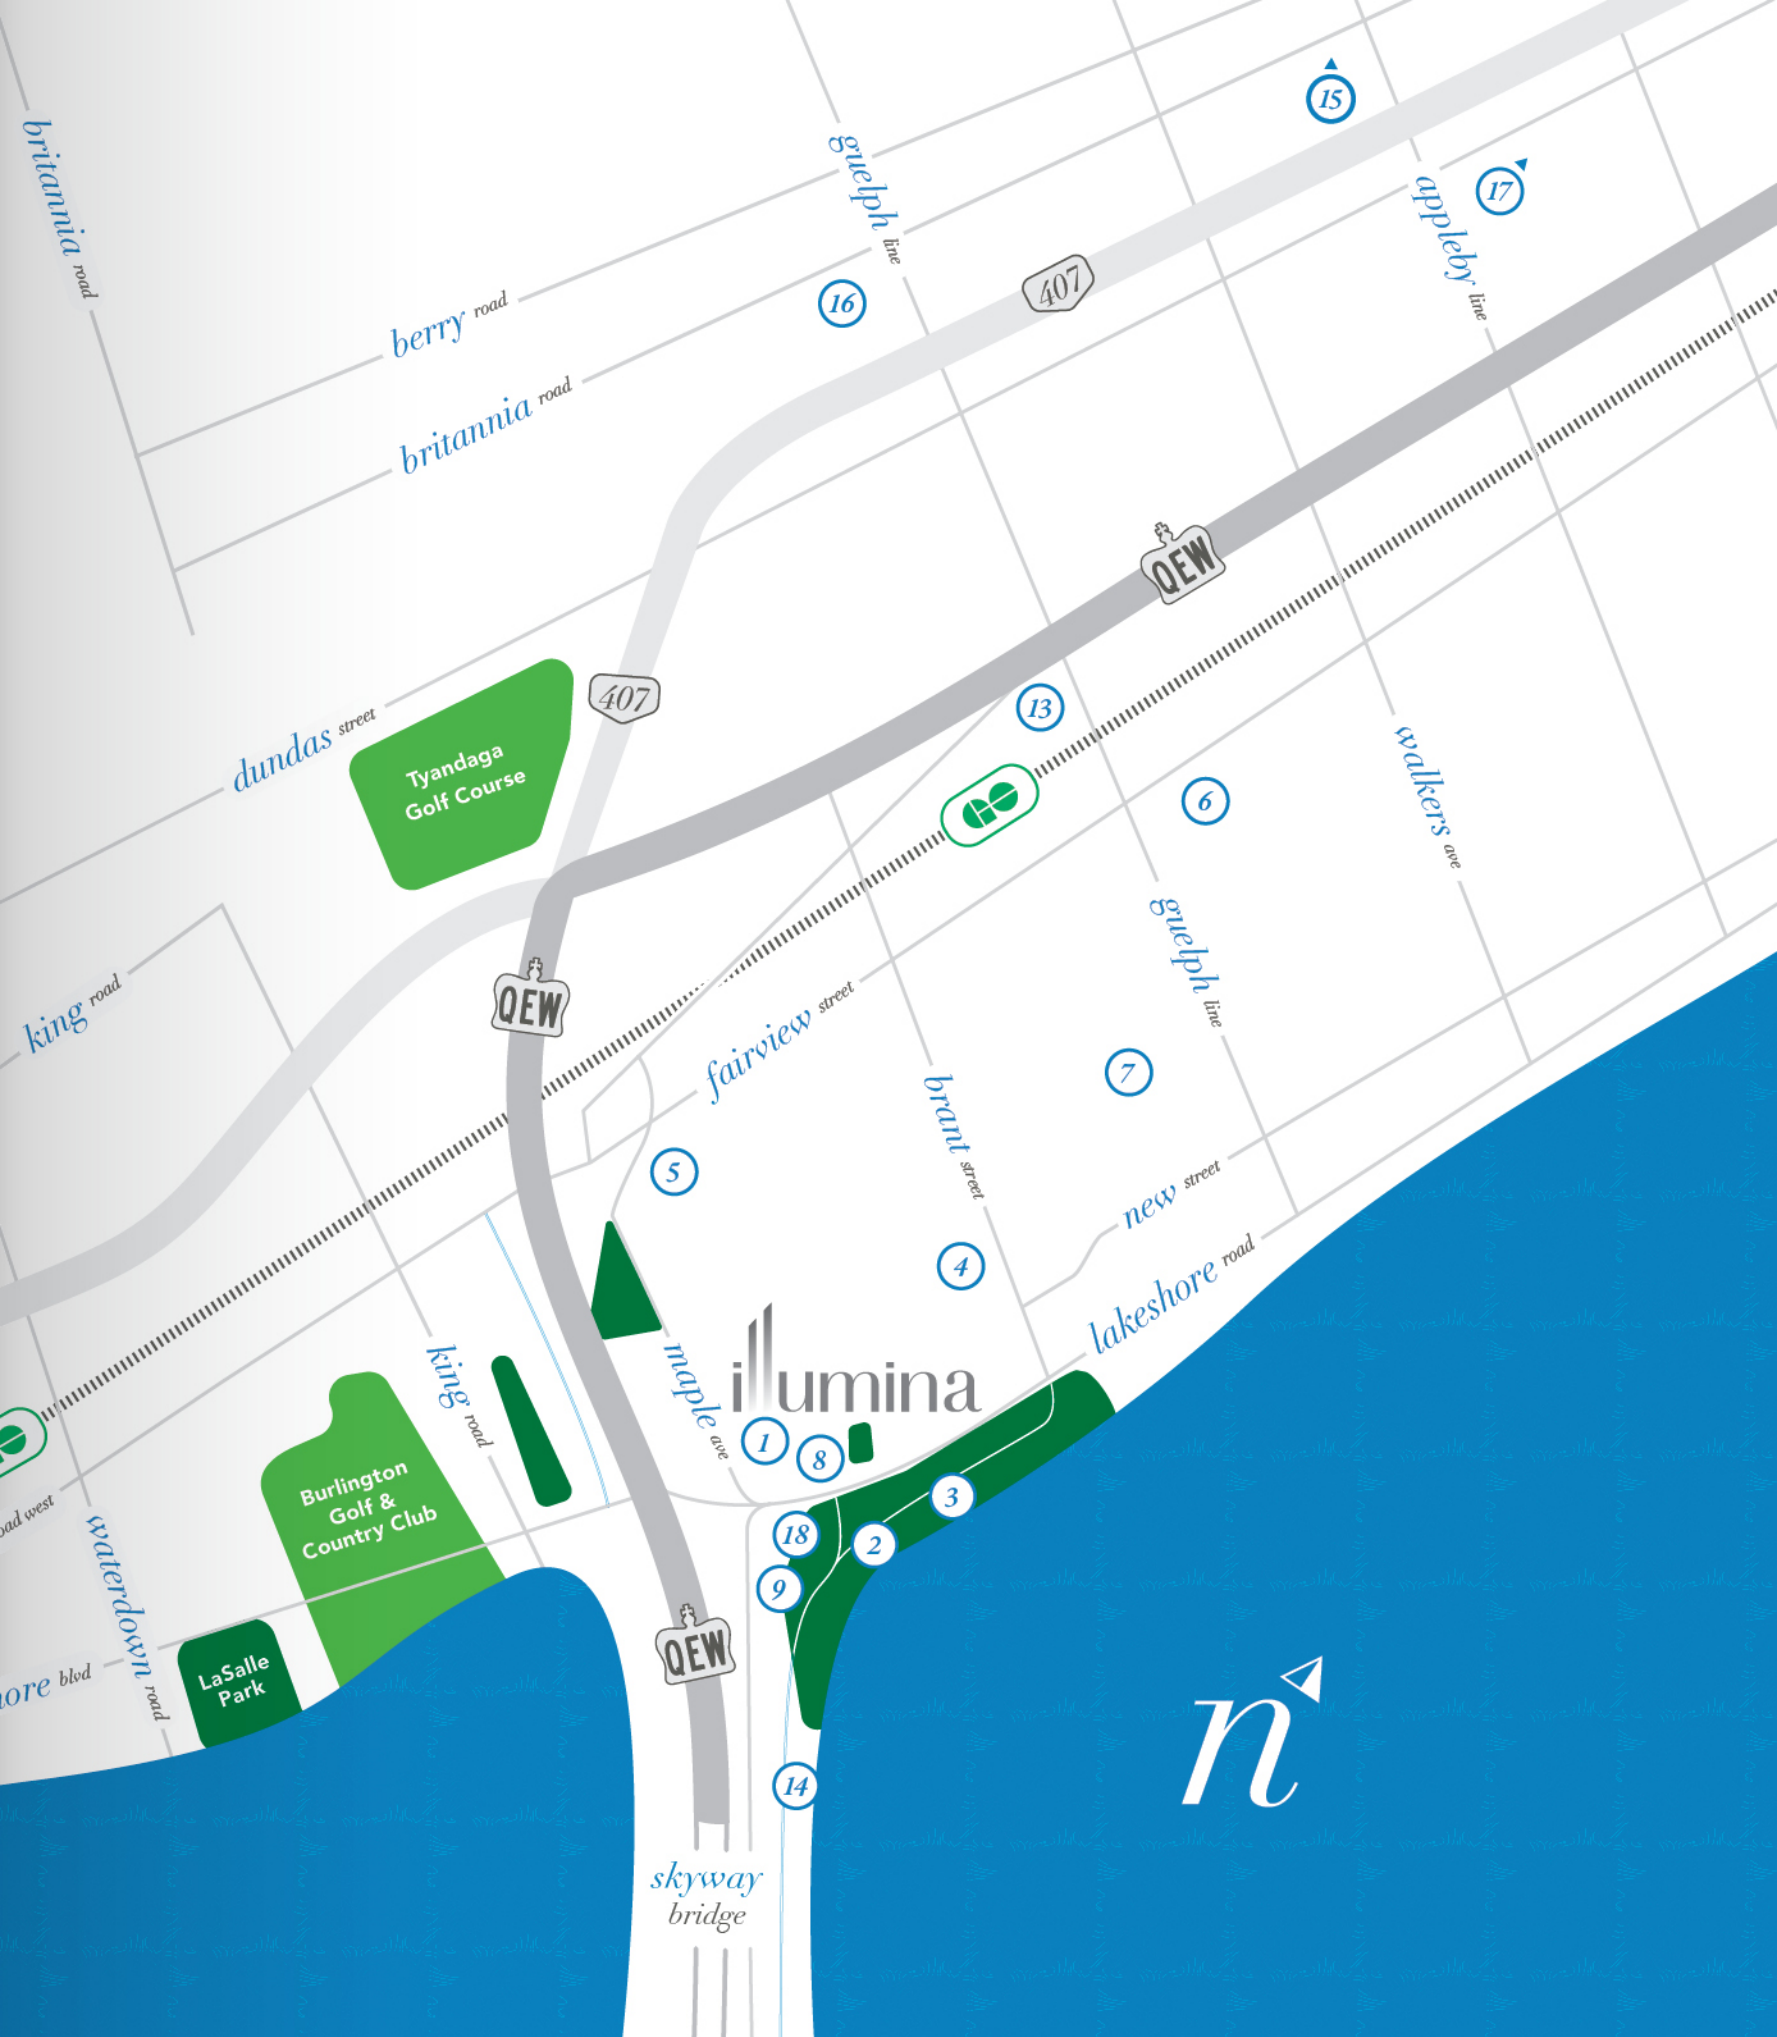 15
britannia road
guelph line
17
appleby line
407
berry road
16
britannia road
QEW
407
dundas street
13
Tyandaga
Golf Course
walkers ave
6
guelph line
king road
QEW
fairview street
7
brant street
5
new street
4
lakeshore road
illumina
maple ave
king road
1
8
Burlington
Golf &
Country Club
west
3
18
2
9
waterdown road
QEW
LaSalle
Park
blvd
n
14
skyway
bridge